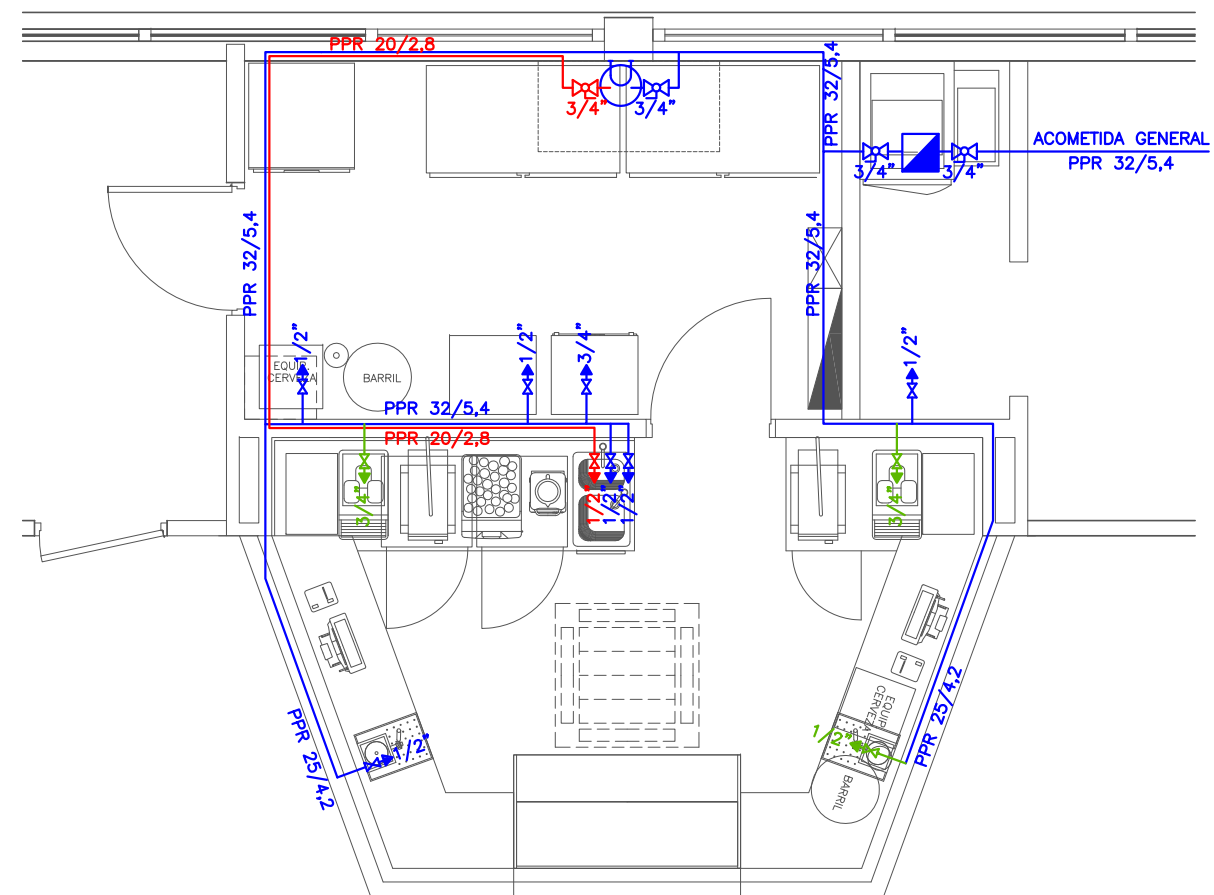 PPR 20/2,8
3/4”
3/4”
PPR 32/5,4
ACOMETIDA GENERAL
PPR 32/5,4
3/4”
3/4”
PPR 32/5,4
PPR 32/5,4
1/2”
1/2”
3/4”
1/2”
EQUIP.
CERVEZA
BARRIL
PPR 32/5,4
PPR 20/2,8
3/4”
1/2”
1/2”
1/2”
3/4”
PPR 25/4,2
1/2”
EQUIP.
CERVEZA
1/2”
PPR 25/4,2
BARRIL